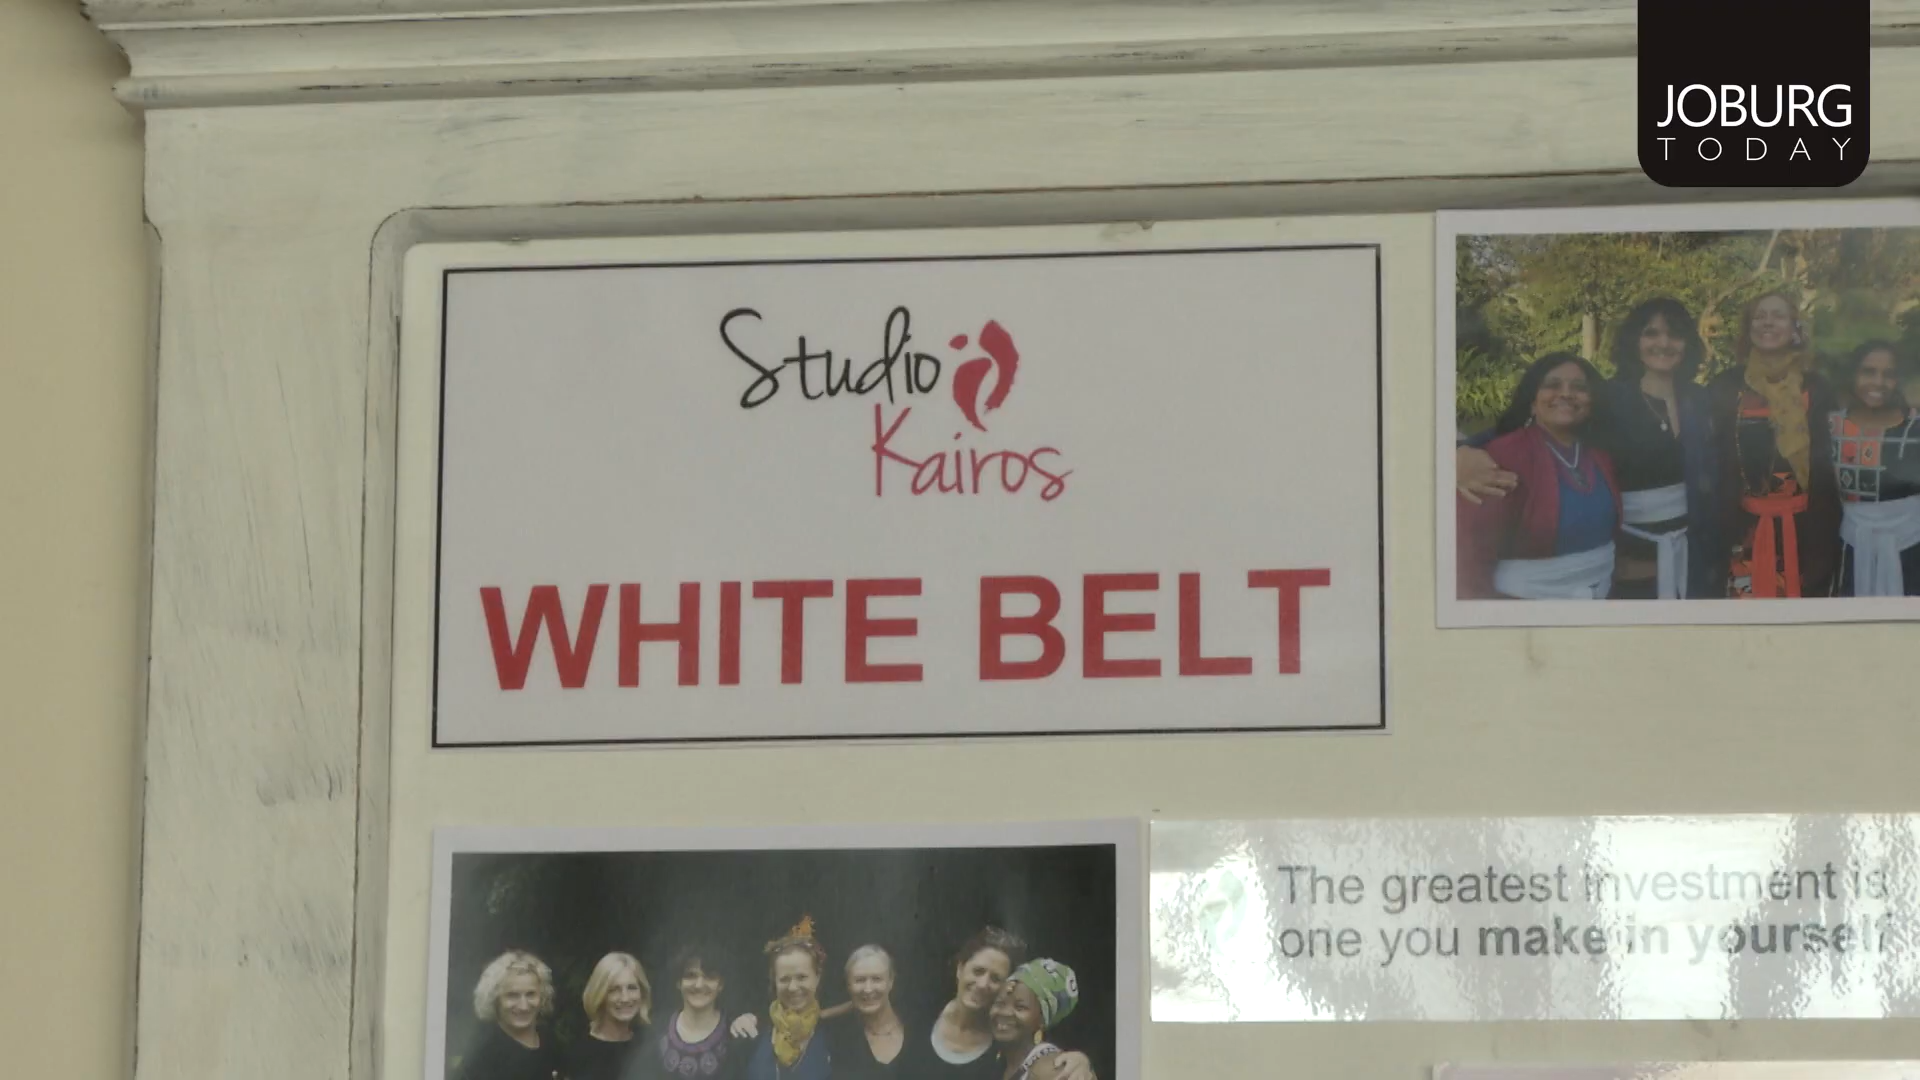 JOBURG
TODAY
Studio
Kairos
WHITE BELT
The greatest investment is
one you make in yourself